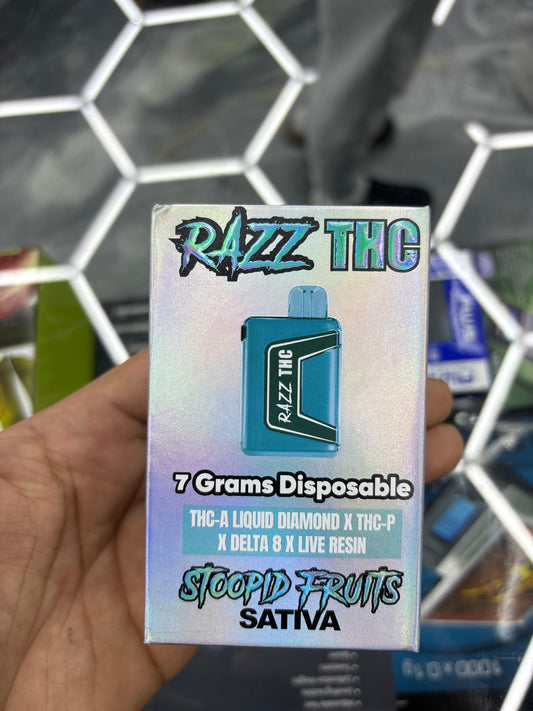 RAZZ THC
RAZZ THC
7 Grams Disposable
THC-A LIQUID DIAMOND X THC-P
X DELTA 8 X LIVE RESIN
STOOPID FRUITS
SATIVA